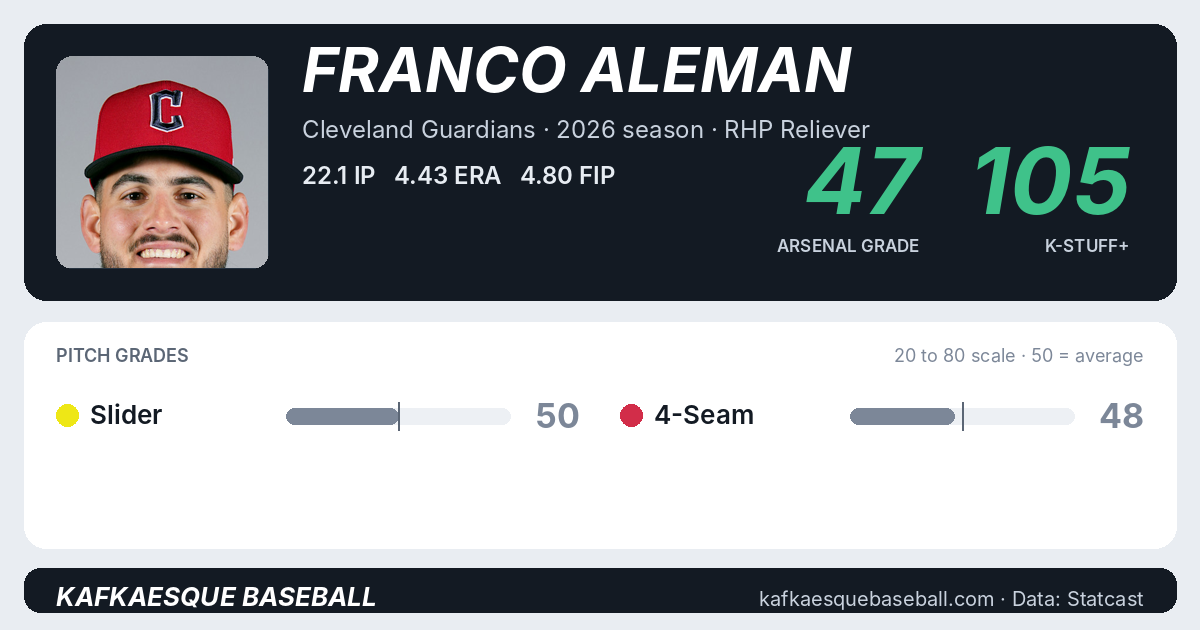 C
FRANCO ALEMAN
Cleveland Guardians · 2026 season · RHP Reliever
22.1 IP 4.43 ERA 4.80 FIP
47 105
ARSENAL GRADE K-STUFF+
PITCH GRADES 20 to 80 scale · 50 = average
Slider 50 4-Seam 48
KAFKAESQUE BASEBALL kafkaesquebaseball.com · Data: Statcast